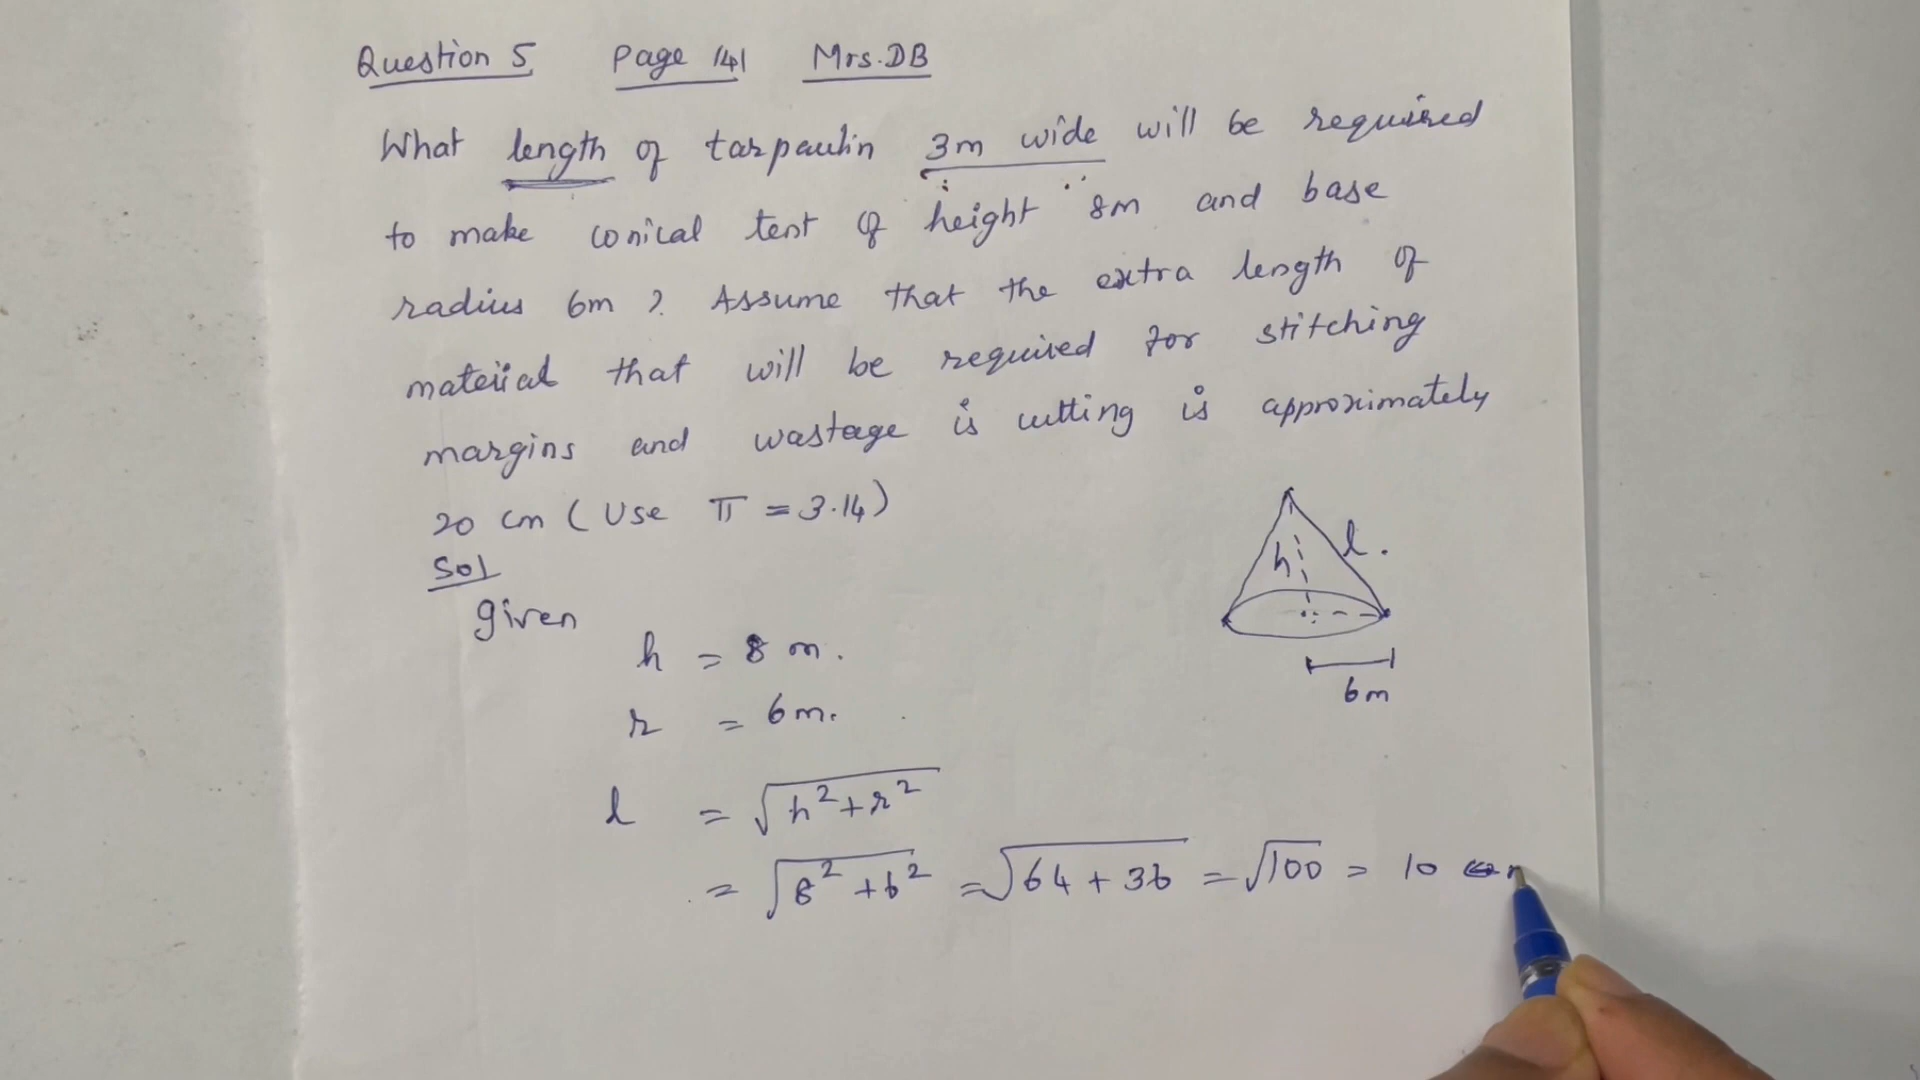 Question 5 Page 141 Mrs.DB
What length of tarpaulin 3m wide will be required
to make conical tent of height 8m and base
radius 6m ? Assume that the extra length of
material that will be required for stitching
margins and wastage is cutting is approximately
20 cm ( Use π = 3.14)
Sol
given
h = 8 m.
r = 6m.
l = √h²+r²
= √8²+6² = √64+36 = √100 = 10
h
l.
6m